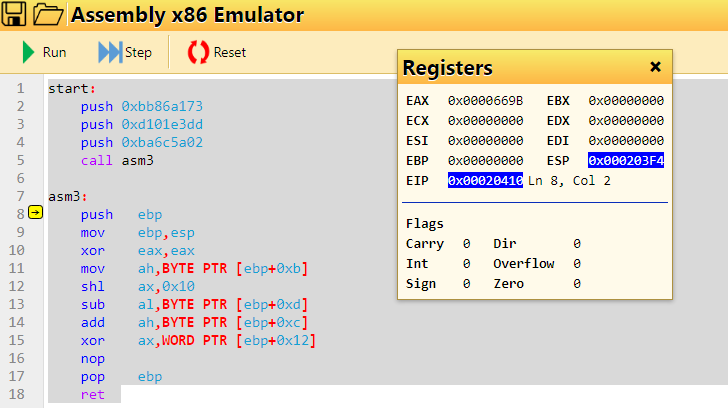 Assembly x86 Emulator
Run Step Reset
1 start:
2 push 0xbb86a173
3 push 0xd101e3dd
4 push 0xba6c5a02
5 call asm3
6
7 asm3:
8 push ebp
9 mov ebp,esp
10 xor eax,eax
11 mov ah,BYTE PTR [ebp+0xb]
12 shl ax,0x10
13 sub al,BYTE PTR [ebp+0xd]
14 add ah,BYTE PTR [ebp+0xc]
15 xor ax,WORD PTR [ebp+0x12]
16 nop
17 pop ebp
18 ret
Registers ×
EAX 0x0000669B EBX 0x00000000
ECX 0x00000000 EDX 0x00000000
ESI 0x00000000 EDI 0x00000000
EBP 0x00000000 ESP 0x000203F4
EIP 0x00020410 Ln 8, Col 2
Flags
Carry 0 Dir 0
Int 0 Overflow 0
Sign 0 Zero 0